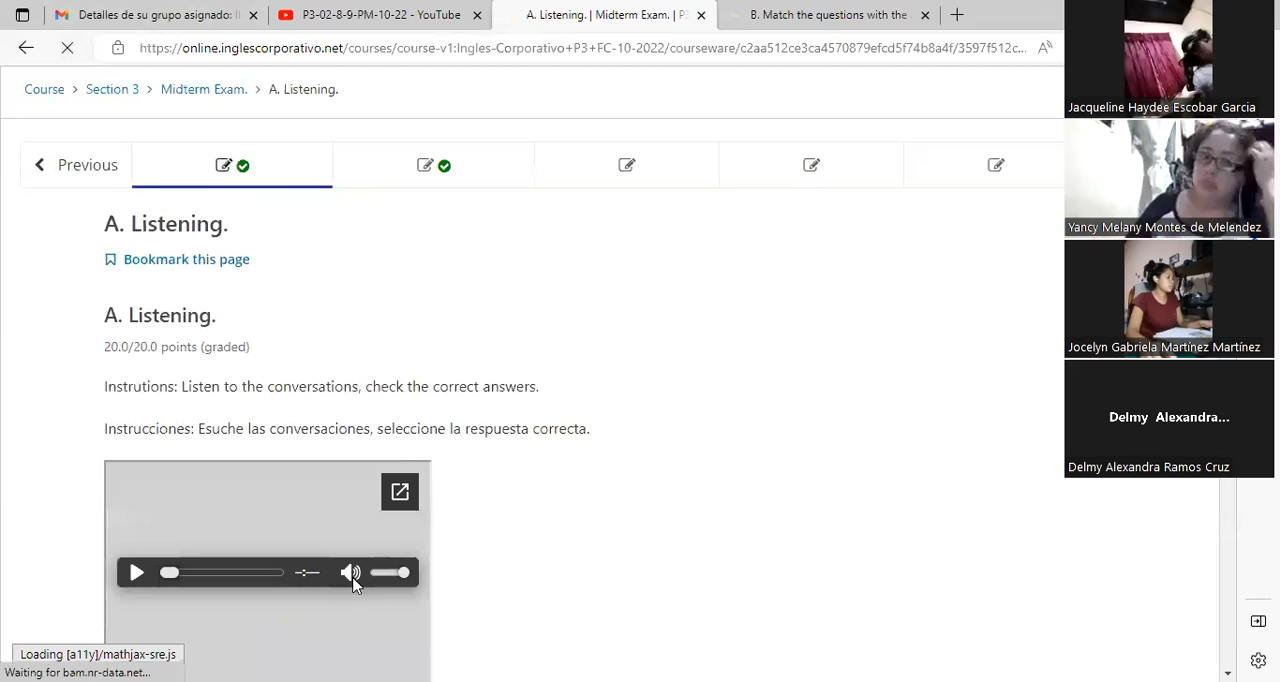 Detalles de su grupo asignado: I
P3-02-8-9-PM-10-22 - YouTube
A. Listening. | Midterm Exam. | P3
B. Match the questions with the
https://online.inglescorporativo.net/courses/course-v1:Ingles-Corporativo+P3+FC-10-2022/courseware/c2aa512ce3ca4570879efcd5f74b8a4f/3597f512c...
Course > Section 3 > Midterm Exam. > A. Listening.
Previous
A. Listening.
Bookmark this page
A. Listening.
20.0/20.0 points (graded)
Instrutions: Listen to the conversations, check the correct answers.
Instrucciones: Esuche las conversaciones, seleccione la respuesta correcta.
Loading [a11y]/mathjax-sre.js
Waiting for bam.nr-data.net...
Jacqueline Haydee Escobar Garcia
Yancy Melany Montes de Melendez
Jocelyn Gabriela Martínez Martínez
Delmy Alexandra...
Delmy Alexandra Ramos Cruz